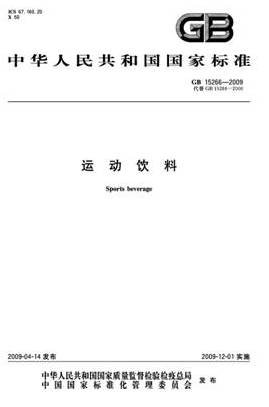 ICS 67.160.20
X 50
GB
中华人民共和国国家标准
GB 15266—2009
代替 GB 15266—2000
运动饮料
Sports beverage
2009-04-14 发布
2009-12-01 实施
中华人民共和国国家质量监督检验检疫总局
中国国家标准化管理委员会
发布